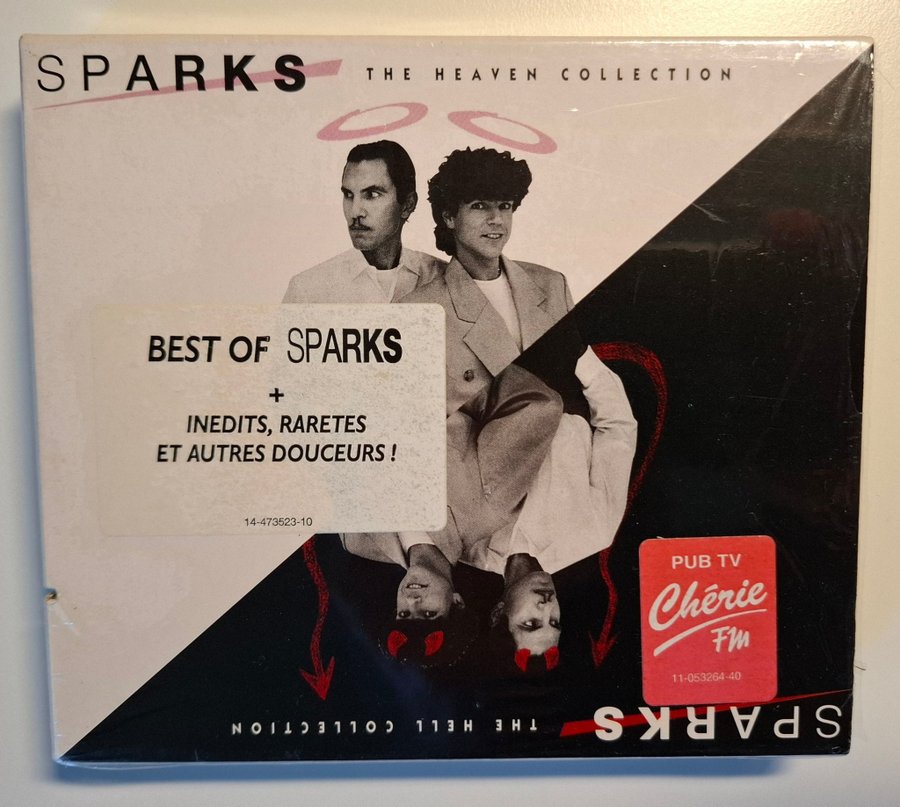 SPARKS THE HEAVEN COLLECTION
BEST OF SPARKS
+
INEDITS, RARETES
ET AUTRES DOUCEURS !
14-473523-10
PUB TV
Chérie
FM
11-053264-40
SPARKS THE HELL COLLECTION